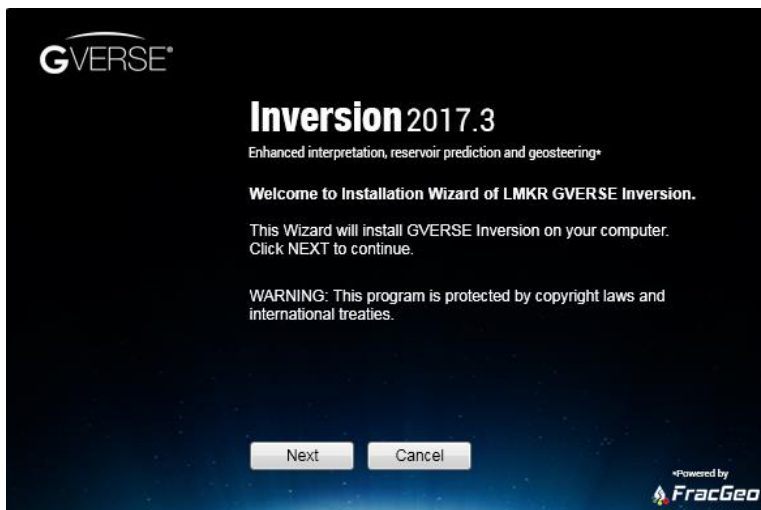 GVERSE®
Inversion 2017.3
Enhanced interpretation, reservoir prediction and geosteering*
Welcome to Installation Wizard of LMKR GVERSE Inversion.
This Wizard will install GVERSE Inversion on your computer.
Click NEXT to continue.
WARNING: This program is protected by copyright laws and
international treaties.
Next
Cancel
*Powered by
FracGeo